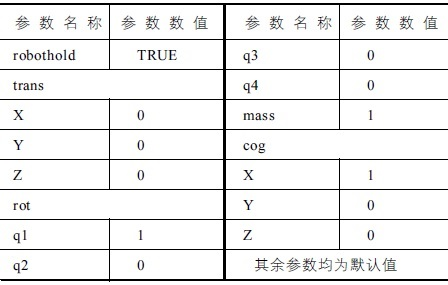 参数名称 参数数值 参数名称 参数数值
robothold TRUE q3 0
trans q4 0
X 0 mass 1
Y 0 cog
Z 0 X 1
rot Y 0
q1 1 Z 0
q2 0 其余参数均为默认值